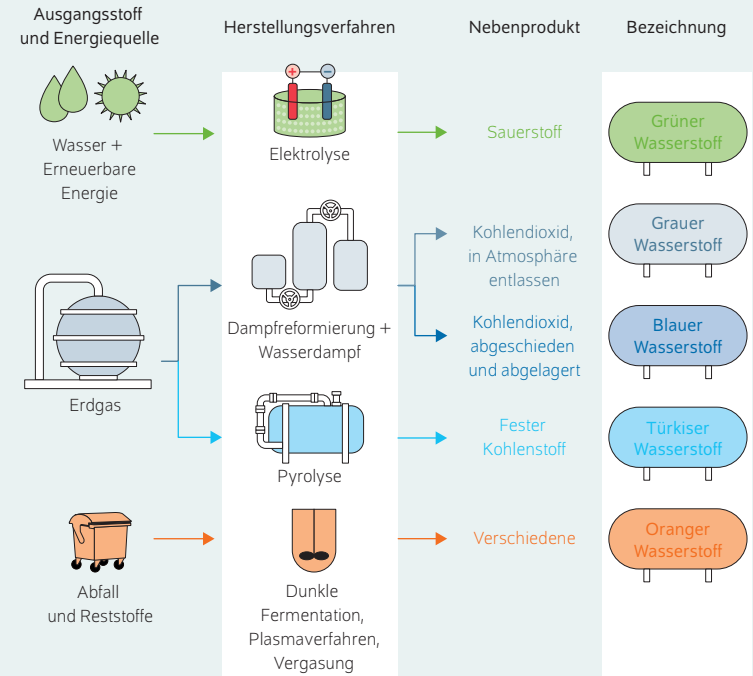 Ausgangsstoff
und Energiequelle
Herstellungsverfahren
Nebenprodukt
Bezeichnung
Wasser +
Erneuerbare
Energie
+ −
Elektrolyse
Sauerstoff
Grüner
Wasserstoff
Erdgas
Dampfreformierung +
Wasserdampf
Kohlendioxid,
in Atmosphäre
entlassen
Grauer
Wasserstoff
Kohlendioxid,
abgeschieden
und abgelagert
Blauer
Wasserstoff
Pyrolyse
Fester
Kohlenstoff
Türkiser
Wasserstoff
Abfall
und Reststoffe
Dunkle
Fermentation,
Plasmaverfahren,
Vergasung
Verschiedene
Oranger
Wasserstoff